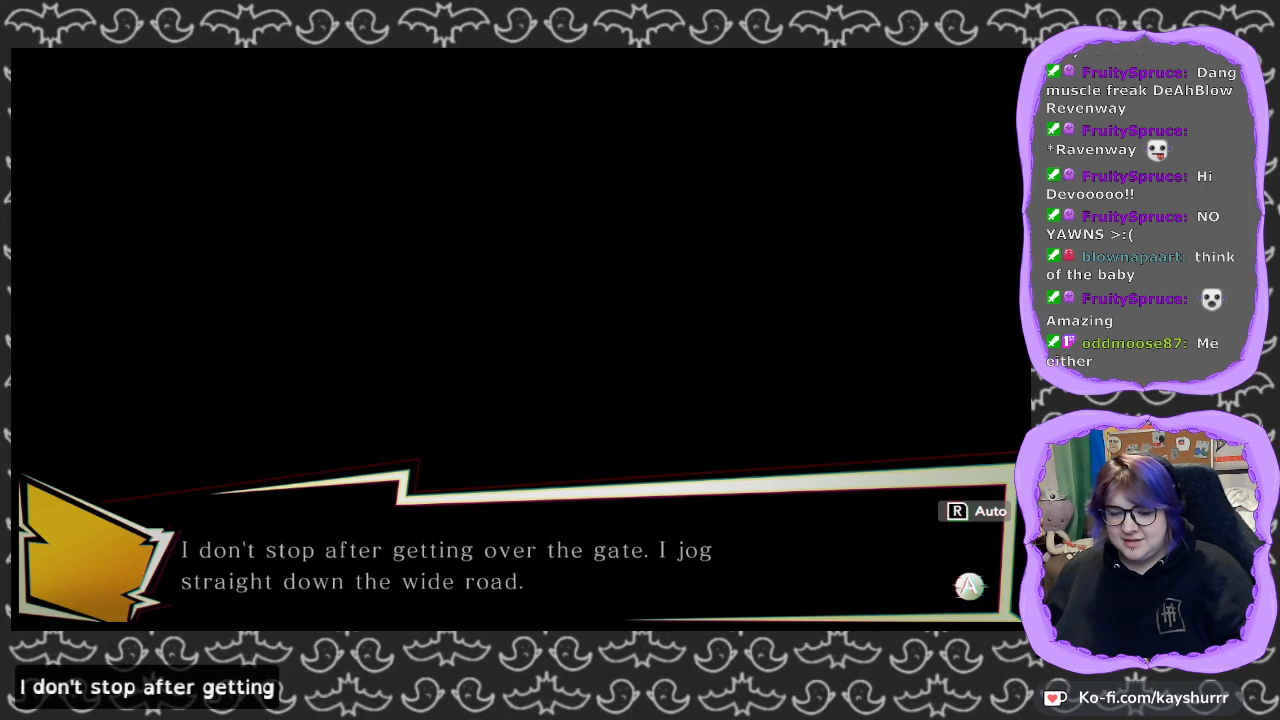 FruitySpruce: Dang
muscle freak DeAhBlow
Revenway
FruitySpruce:
*Ravenway
FruitySpruce: Hi
Devooooo!!
FruitySpruce: NO
YAWNS >:(
blownapaart: think
of the baby
FruitySpruce:
Amazing
oddmoose87: Me
either
R Auto
I don't stop after getting over the gate. I jog
straight down the wide road.
A
I don't stop after getting
Ko-fi.com/kayshurrr